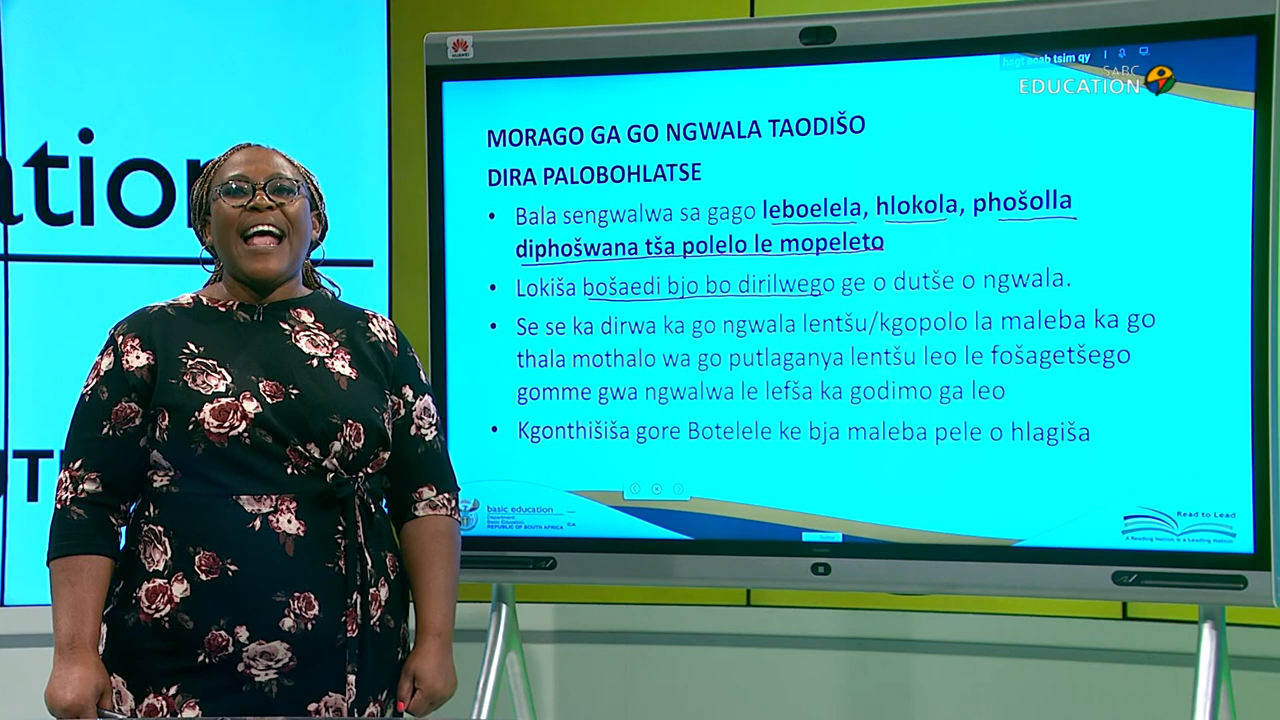 ation
HUAWEI
SABC
EDUCATION
MORAGO GA GO NGWALA TAODIŠO
DIRA PALOBOHLATSE
• Bala sengwalwa sa gago leboelela, hlokola, phošolla
diphošwana tša polelo le mopeleto
• Lokiša bošaedi bjo bo dirilwego ge o dutše o ngwala.
• Se se ka dirwa ka go ngwala lentšu/kgopolo la maleba ka go
thala mothalo wa go putlaganya lentšu leo le fošagetšego
gomme gwa ngwalwa le lefša ka godimo ga leo
• Kgonthišiša gore Botelele ke bja maleba pele o hlagiša
basic education
Department:
Basic Education
REPUBLIC OF SOUTH AFRICA
Read to Lead
A Reading Nation is a Leading Nation